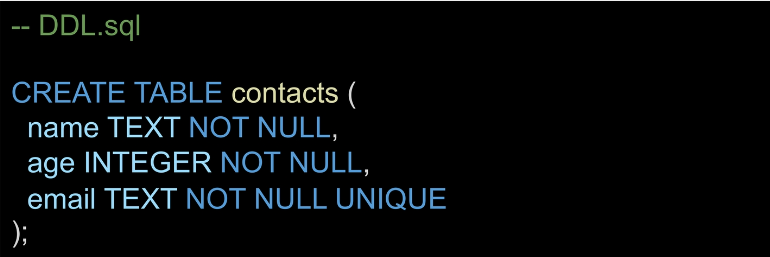 -- DDL.sql
CREATE TABLE contacts (
name TEXT NOT NULL,
age INTEGER NOT NULL,
email TEXT NOT NULL UNIQUE
);